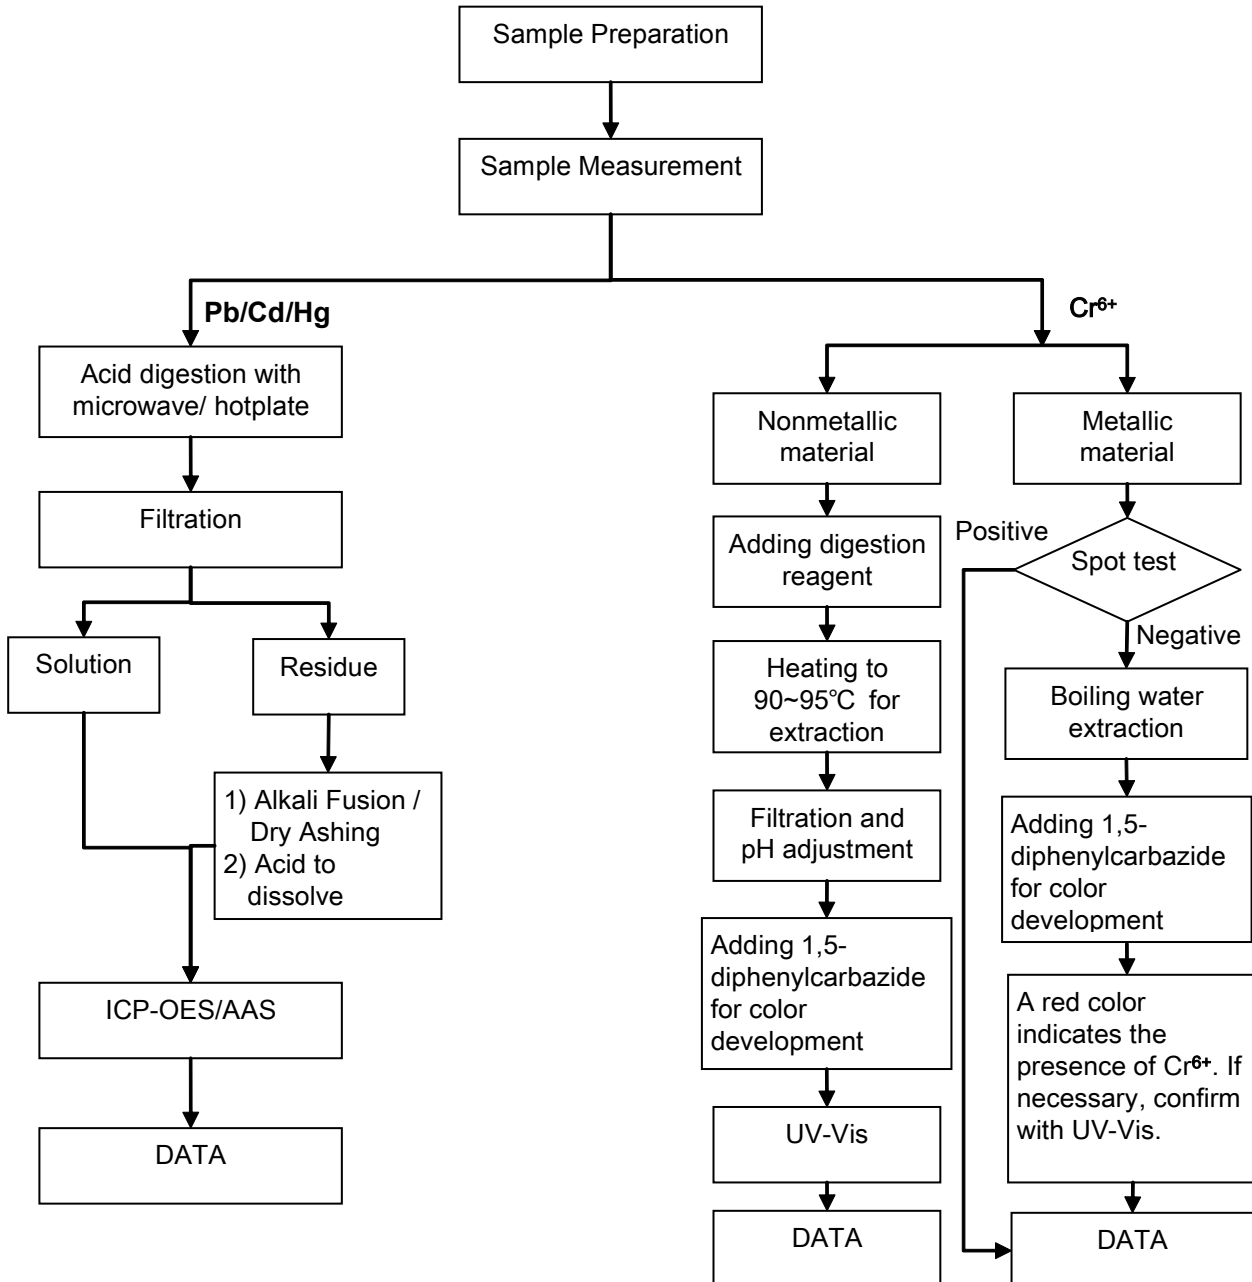 Sample Preparation
Sample Measurement
Pb/Cd/Hg
Cr⁶⁺
Acid digestion with
microwave/ hotplate
Filtration
Solution
Residue
1) Alkali Fusion /
Dry Ashing
2) Acid to
dissolve
ICP-OES/AAS
DATA
Nonmetallic
material
Adding digestion
reagent
Heating to
90~95℃ for
extraction
Filtration and
pH adjustment
Adding 1,5-
diphenylcarbazide
for color
development
UV-Vis
DATA
Metallic
material
Positive
Spot test
Negative
Boiling water
extraction
Adding 1,5-
diphenylcarbazide
for color
development
A red color
indicates the
presence of Cr⁶⁺. If
necessary, confirm
with UV-Vis.
DATA